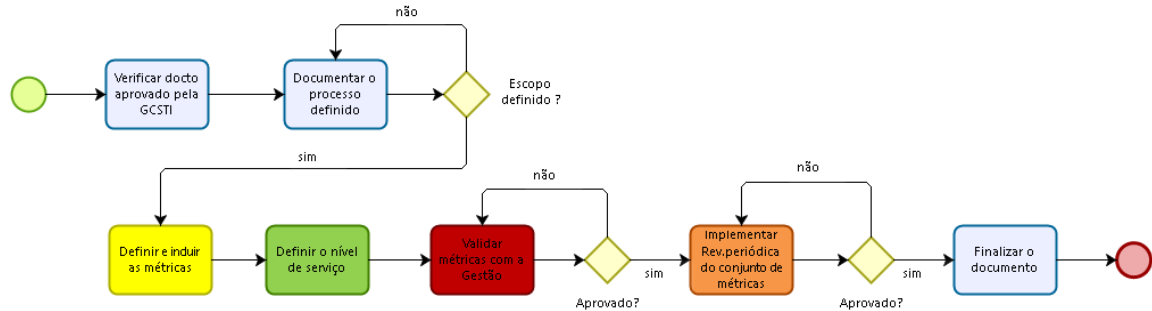 não
Verificar docto
aprovado pela
GCSTI
Documentar o
processo
definido
Escopo
definido ?
sim
não
não
Definir e induir
as métricas
Definir o nível
de serviço
Validar
métricas com a
Gestão
sim
Aprovado?
Implementar
Rev.periódica
do conjunto de
métricas
sim
Aprovado?
Finalizar o
documento